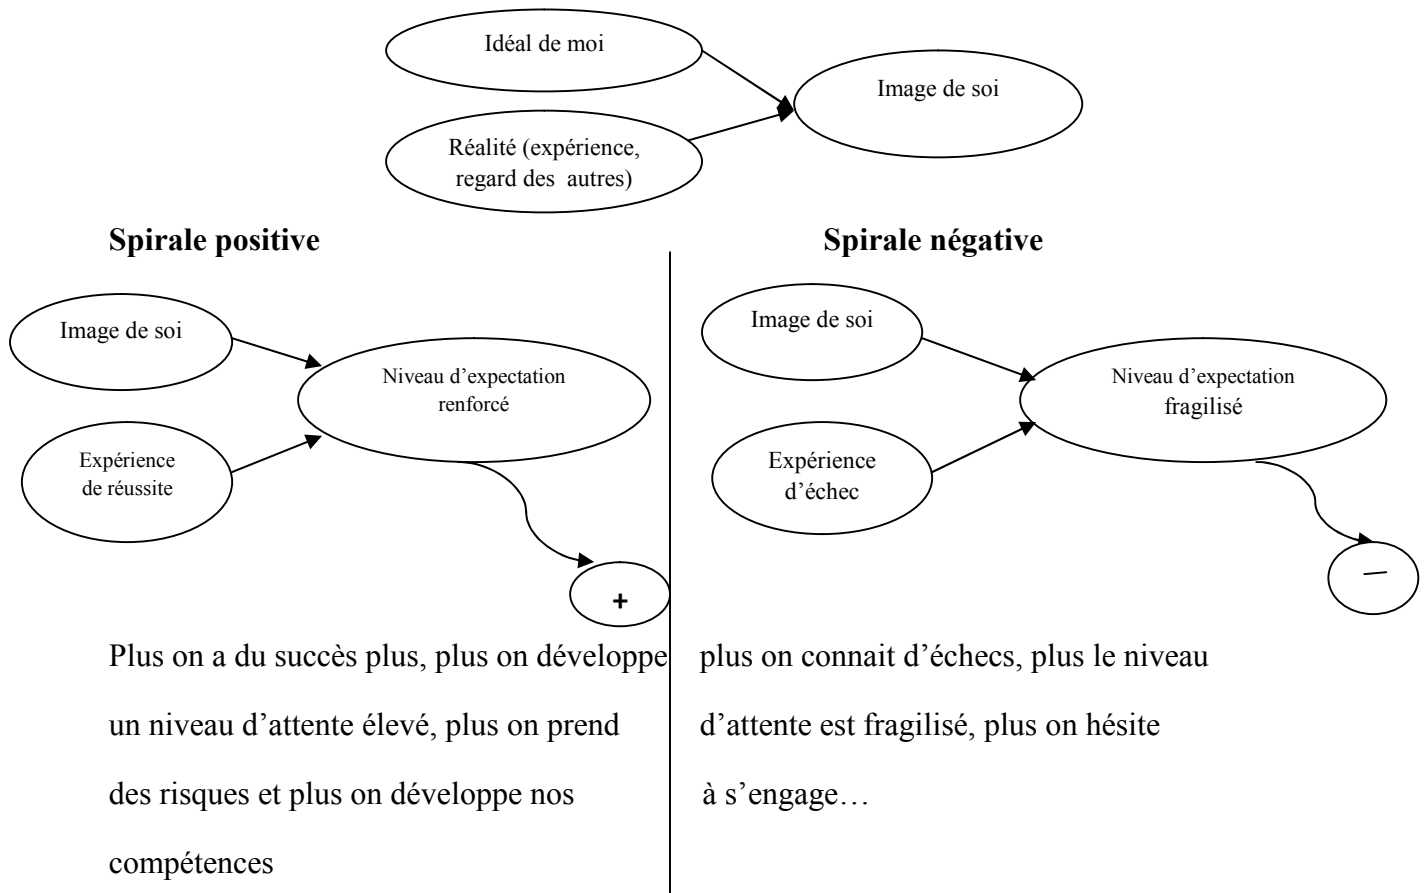 Idéal de moi
Image de soi
Réalité (expérience,
regard des autres)
Spirale positive
Image de soi
Niveau d’expectation
renforcé
Expérience
de réussite
+
Plus on a du succès plus, plus on développe
un niveau d’attente élevé, plus on prend
des risques et plus on développe nos
compétences
Spirale négative
Image de soi
Niveau d’expectation
fragilisé
Expérience
d’échec
—
plus on connait d’échecs, plus le niveau
d’attente est fragilisé, plus on hésite
à s’engage…